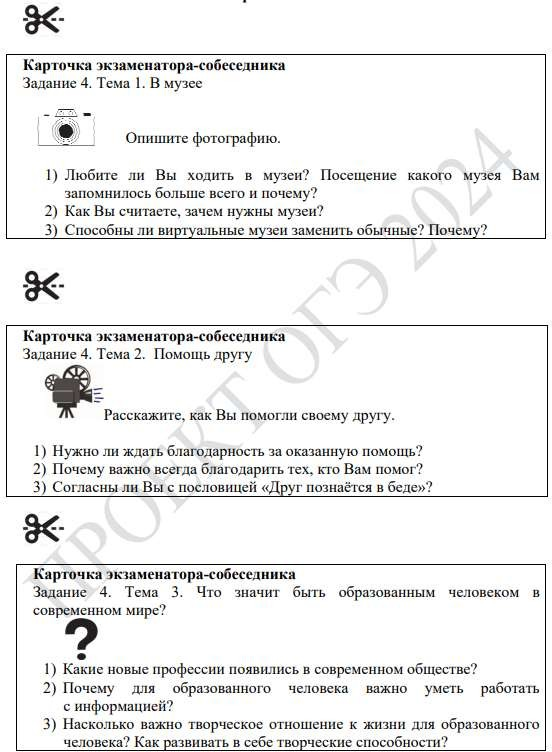 Карточка экзаменатора-собеседника
Задание 4. Тема 1. В музее
Опишите фотографию.
1) Любите ли Вы ходить в музеи? Посещение какого музея Вам
запомнилось больше всего и почему?
2) Как Вы считаете, зачем нужны музеи?
3) Способны ли виртуальные музеи заменить обычные? Почему?
Карточка экзаменатора-собеседника
Задание 4. Тема 2. Помощь другу
Расскажите, как Вы помогли своему другу.
1) Нужно ли ждать благодарность за оказанную помощь?
2) Почему важно всегда благодарить тех, кто Вам помог?
3) Согласны ли Вы с пословицей «Друг познаётся в беде»?
Карточка экзаменатора-собеседника
Задание 4. Тема 3. Что значит быть образованным человеком в
современном мире?
?
1) Какие новые профессии появились в современном обществе?
2) Почему для образованного человека важно уметь работать
с информацией?
3) Насколько важно творческое отношение к жизни для образованного
человека? Как развивать в себе творческие способности?
ПРОЕКТ ОГЭ 2024